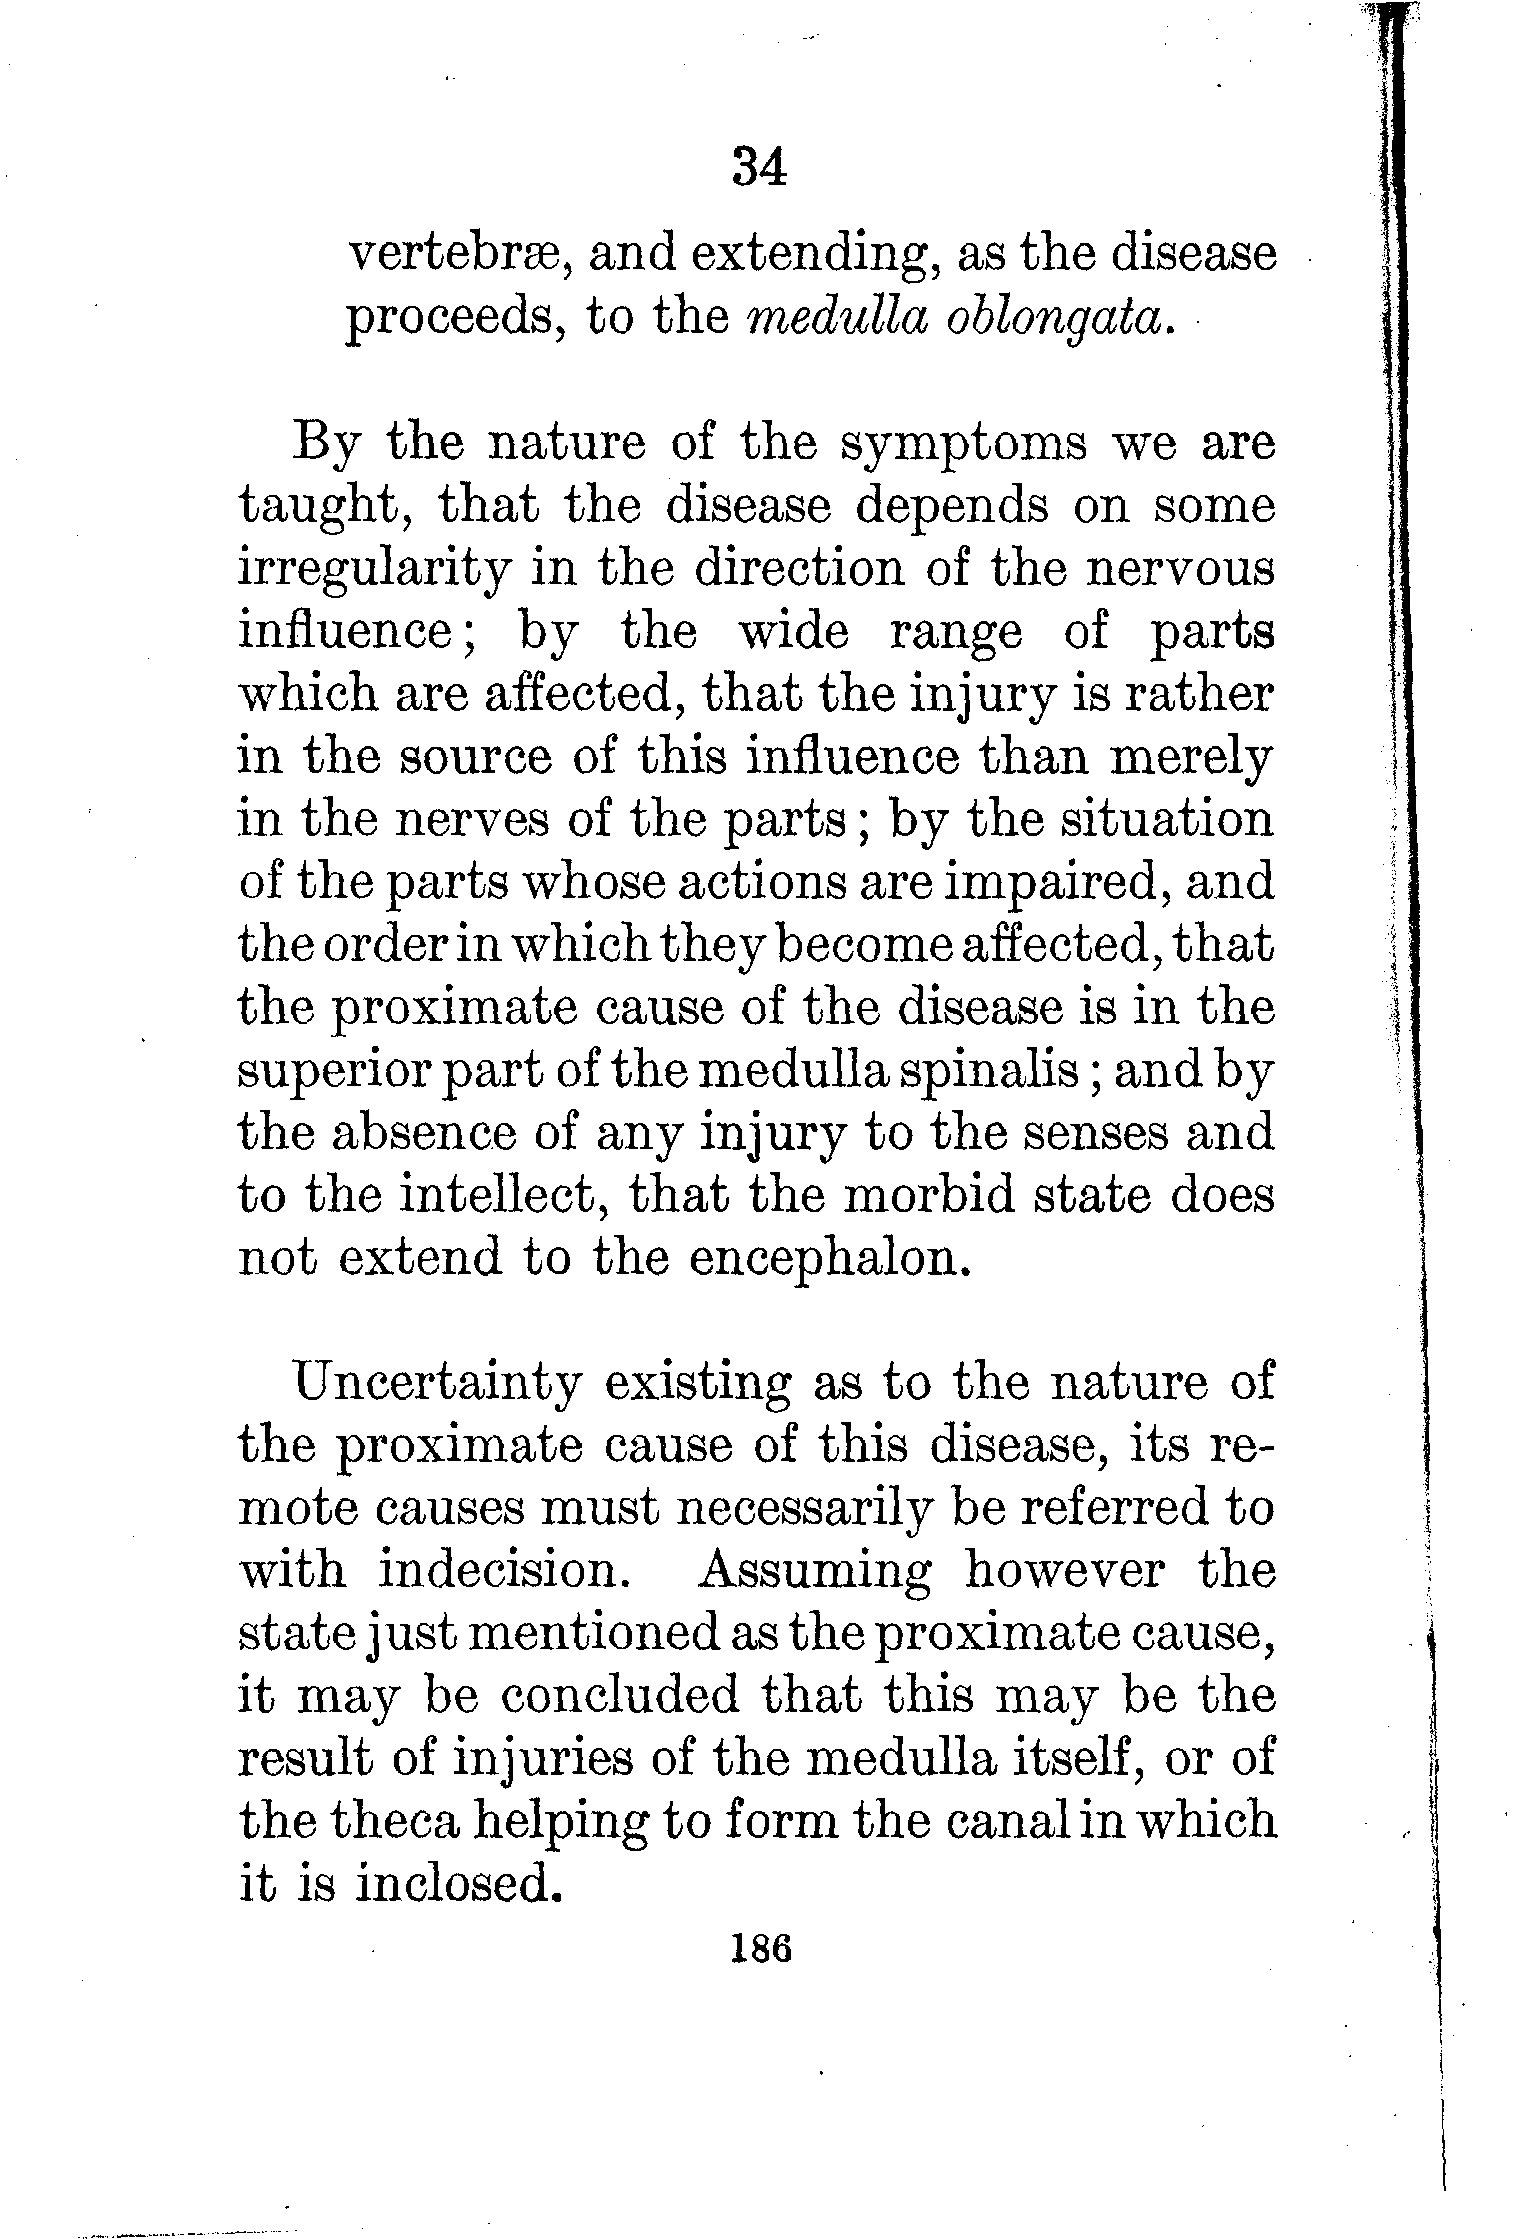 34
vertebræ, and extending, as the disease
proceeds, to the medulla oblongata.
By the nature of the symptoms we are
taught, that the disease depends on some
irregularity in the direction of the nervous
influence; by the wide range of parts
which are affected, that the injury is rather
in the source of this influence than merely
in the nerves of the parts; by the situation
of the parts whose actions are impaired, and
the order in which they become affected, that
the proximate cause of the disease is in the
superior part of the medulla spinalis; and by
the absence of any injury to the senses and
to the intellect, that the morbid state does
not extend to the encephalon.
Uncertainty existing as to the nature of
the proximate cause of this disease, its re-
mote causes must necessarily be referred to
with indecision. Assuming however the
state just mentioned as the proximate cause,
it may be concluded that this may be the
result of injuries of the medulla itself, or of
the theca helping to form the canal in which
it is inclosed.
186